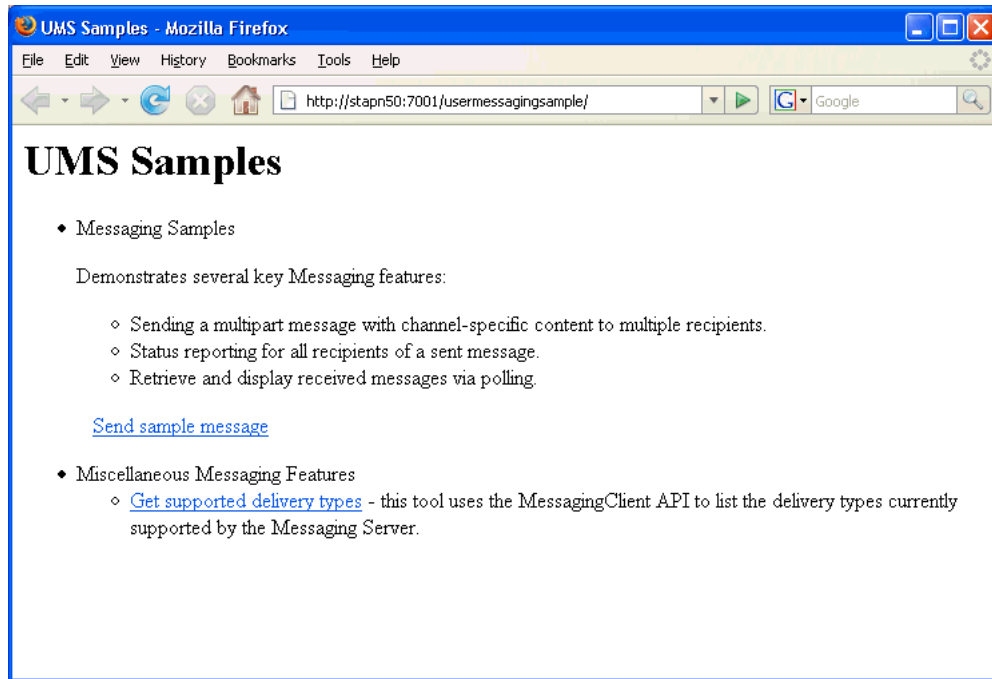 UMS Samples - Mozilla Firefox
File Edit View History Bookmarks Tools Help
http://stapn50:7001/usermessagingsample/
G Google
UMS Samples
Messaging Samples
Demonstrates several key Messaging features:
Sending a multipart message with channel-specific content to multiple recipients.
Status reporting for all recipients of a sent message.
Retrieve and display received messages via polling.
Send sample message
Miscellaneous Messaging Features
Get supported delivery types - this tool uses the MessagingClient API to list the delivery types currently
supported by the Messaging Server.